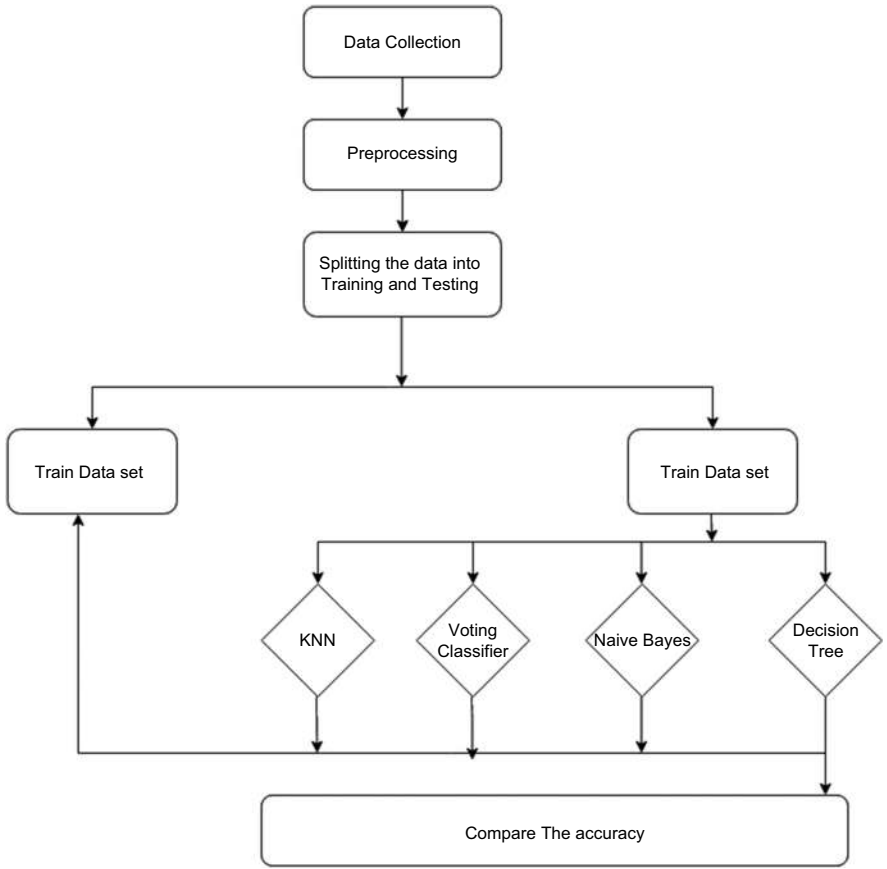 Data Collection
Preprocessing
Splitting the data into
Training and Testing
Train Data set
Train Data set
KNN
Voting
Classifier
Naive Bayes
Decision
Tree
Compare The accuracy